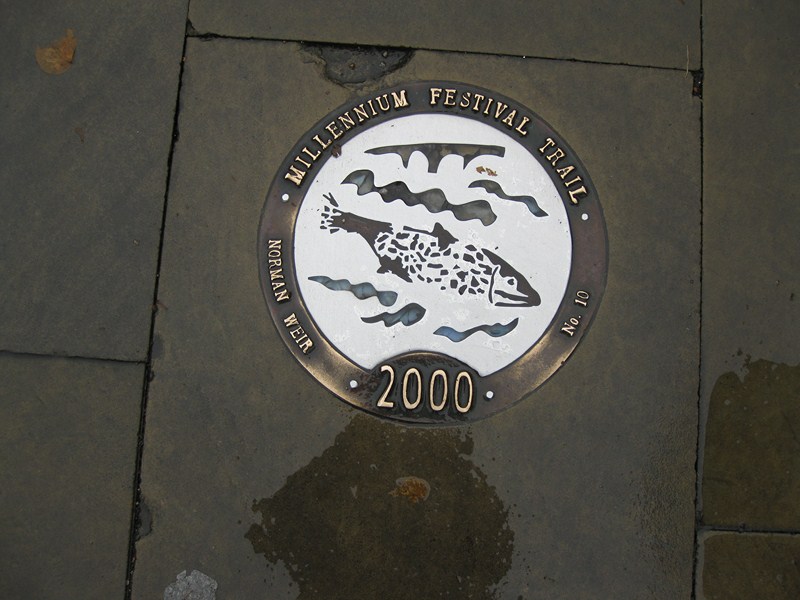 MILLENNIUM FESTIVAL TRAIL
NORMAN WEIR
No. 10
2000